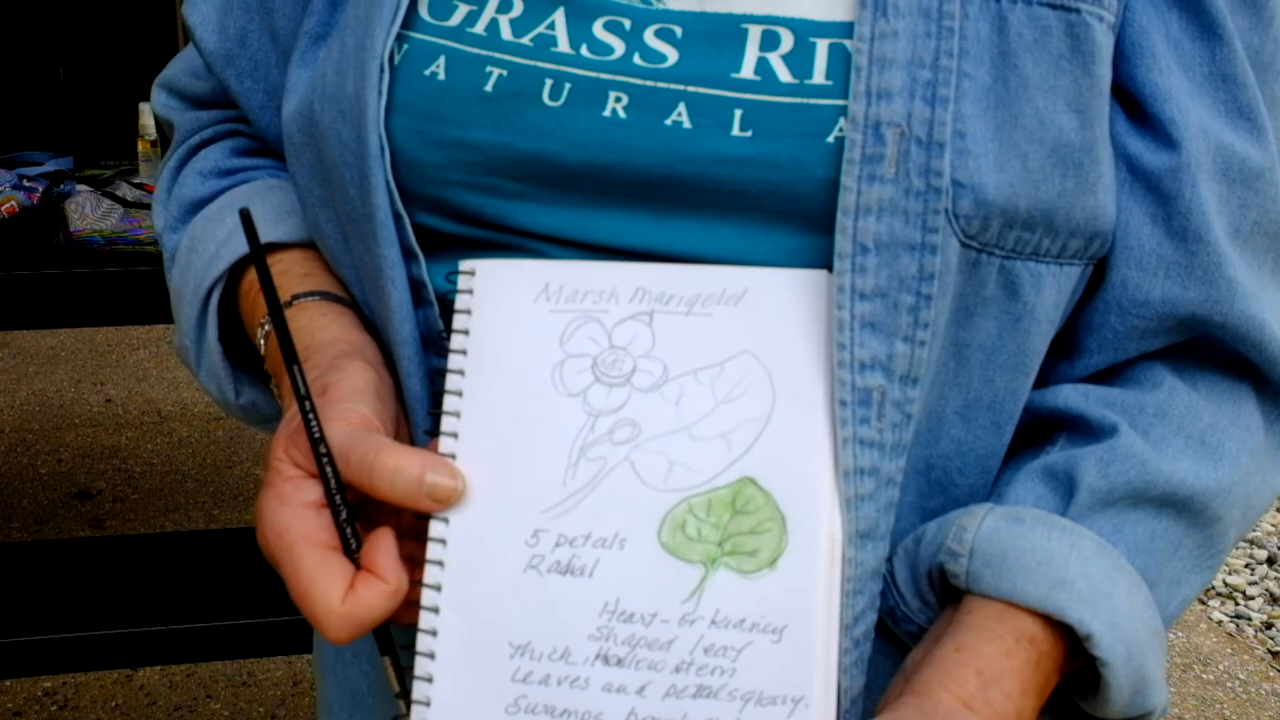 GRASS RIV
NATURAL A
Marsh Marigold
5 petals
Radial
Heart-or kidney
Shaped leaf
Thick, Hollow stem
Leaves and petals glossy.
Swamps,